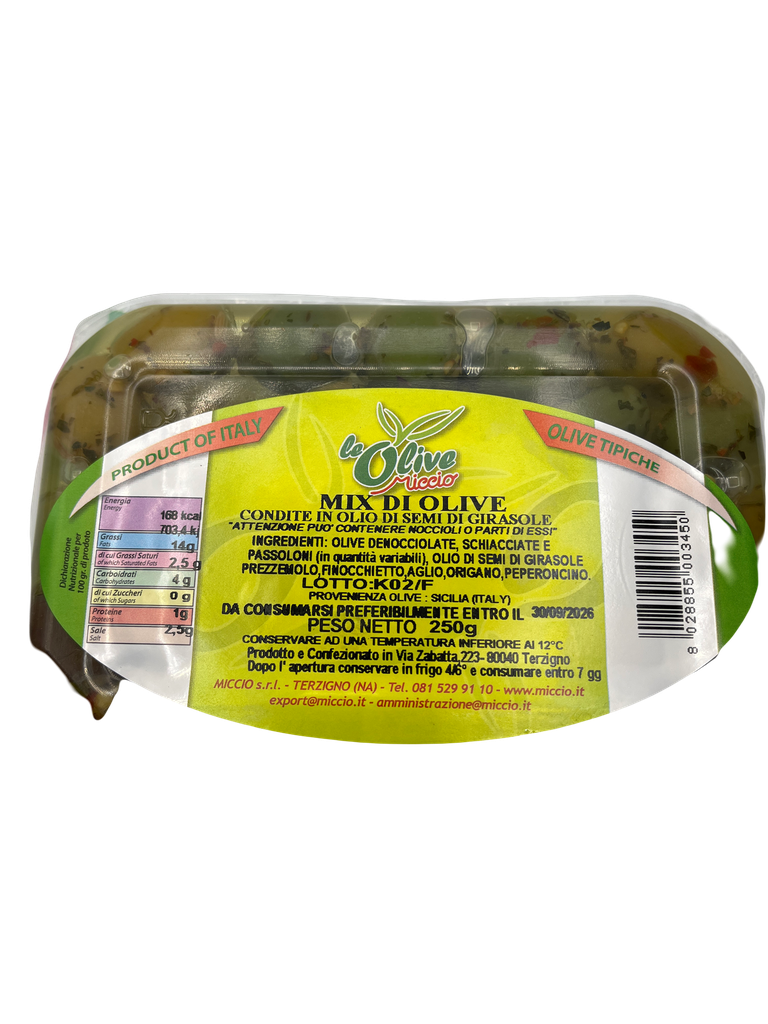 PRODUCT OF ITALY
le Olive
Miccio
OLIVE TIPICHE
MIX DI OLIVE
CONDITE IN OLIO DI SEMI DI GIRASOLE
"ATTENZIONE PUO' CONTENERE NOCCIOLI O PARTI DI ESSI"
INGREDIENTI: OLIVE DENOCCIOLATE, SCHIACCIATE E
PASSOLONI (in quantità variabili), OLIO DI SEMI DI GIRASOLE
PREZZEMOLO,FINOCCHIETTO,AGLIO,ORIGANO,PEPERONCINO.
LOTTO:K02/F
PROVENIENZA OLIVE : SICILIA (ITALY)
DA CONSUMARSI PREFERIBILMENTE ENTRO IL 30/09/2026
PESO NETTO 250g
CONSERVARE AD UNA TEMPERATURA INFERIORE AI 12°C
Prodotto e Confezionato in Via Zabatta,223- 80040 Terzigno
Dopo l' apertura conservare in frigo 4/6° e consumare entro 7 gg
MICCIO s.r.l. - TERZIGNO (NA) - Tel. 081 529 91 10 - www.miccio.it
export@miccio.it - amministrazione@miccio.it
Dichiarazione
Nutrizionale per
100 gr. di prodotto
Energia
Energy
168 kcal
703,4 kj
Grassi
Fats
14g
di cui Grassi Saturi
of which Saturated Fats
2,5 g
Carboidrati
Carbohydrates
4 g
di cui Zuccheri
of which Sugars
0 g
Proteine
Proteins
1g
Sale
Salt
2,5g
8 028855 003450